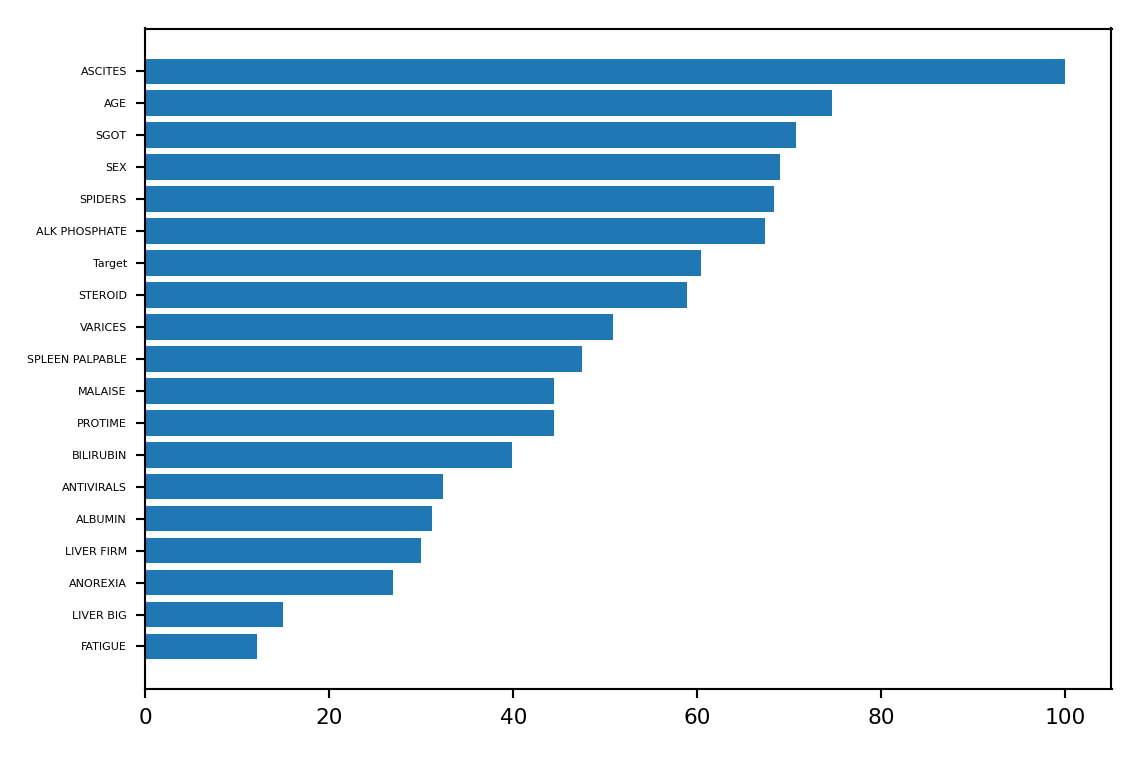 ASCITES
AGE
SGOT
SEX
SPIDERS
ALK PHOSPHATE
Target
STEROID
VARICES
SPLEEN PALPABLE
MALAISE
PROTIME
BILIRUBIN
ANTIVIRALS
ALBUMIN
LIVER FIRM
ANOREXIA
LIVER BIG
FATIGUE
0 20 40 60 80 100